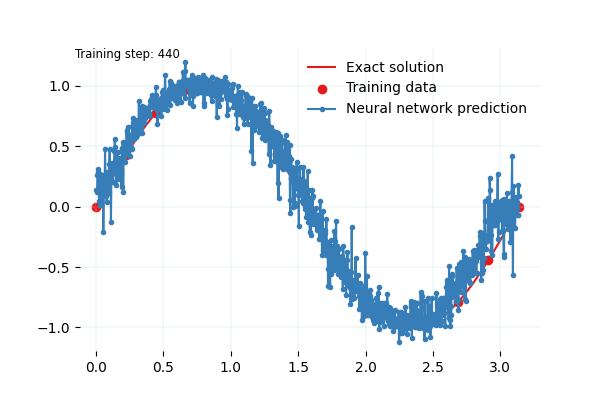 Training step: 440
Exact solution
Training data
Neural network prediction
1.0
0.5
0.0
−0.5
−1.0
0.0 0.5 1.0 1.5 2.0 2.5 3.0